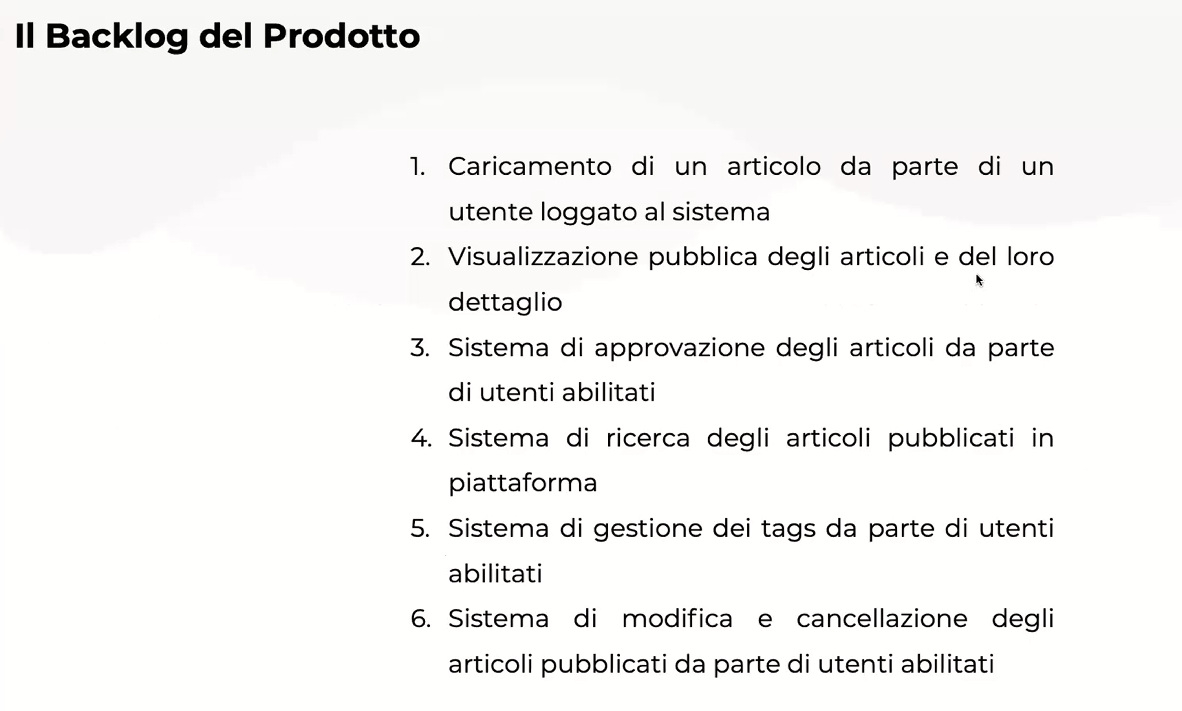 Il Backlog del Prodotto
1. Caricamento di un articolo da parte di un
utente loggato al sistema
2. Visualizzazione pubblica degli articoli e del loro
dettaglio
3. Sistema di approvazione degli articoli da parte
di utenti abilitati
4. Sistema di ricerca degli articoli pubblicati in
piattaforma
5. Sistema di gestione dei tags da parte di utenti
abilitati
6. Sistema di modifica e cancellazione degli
articoli pubblicati da parte di utenti abilitati